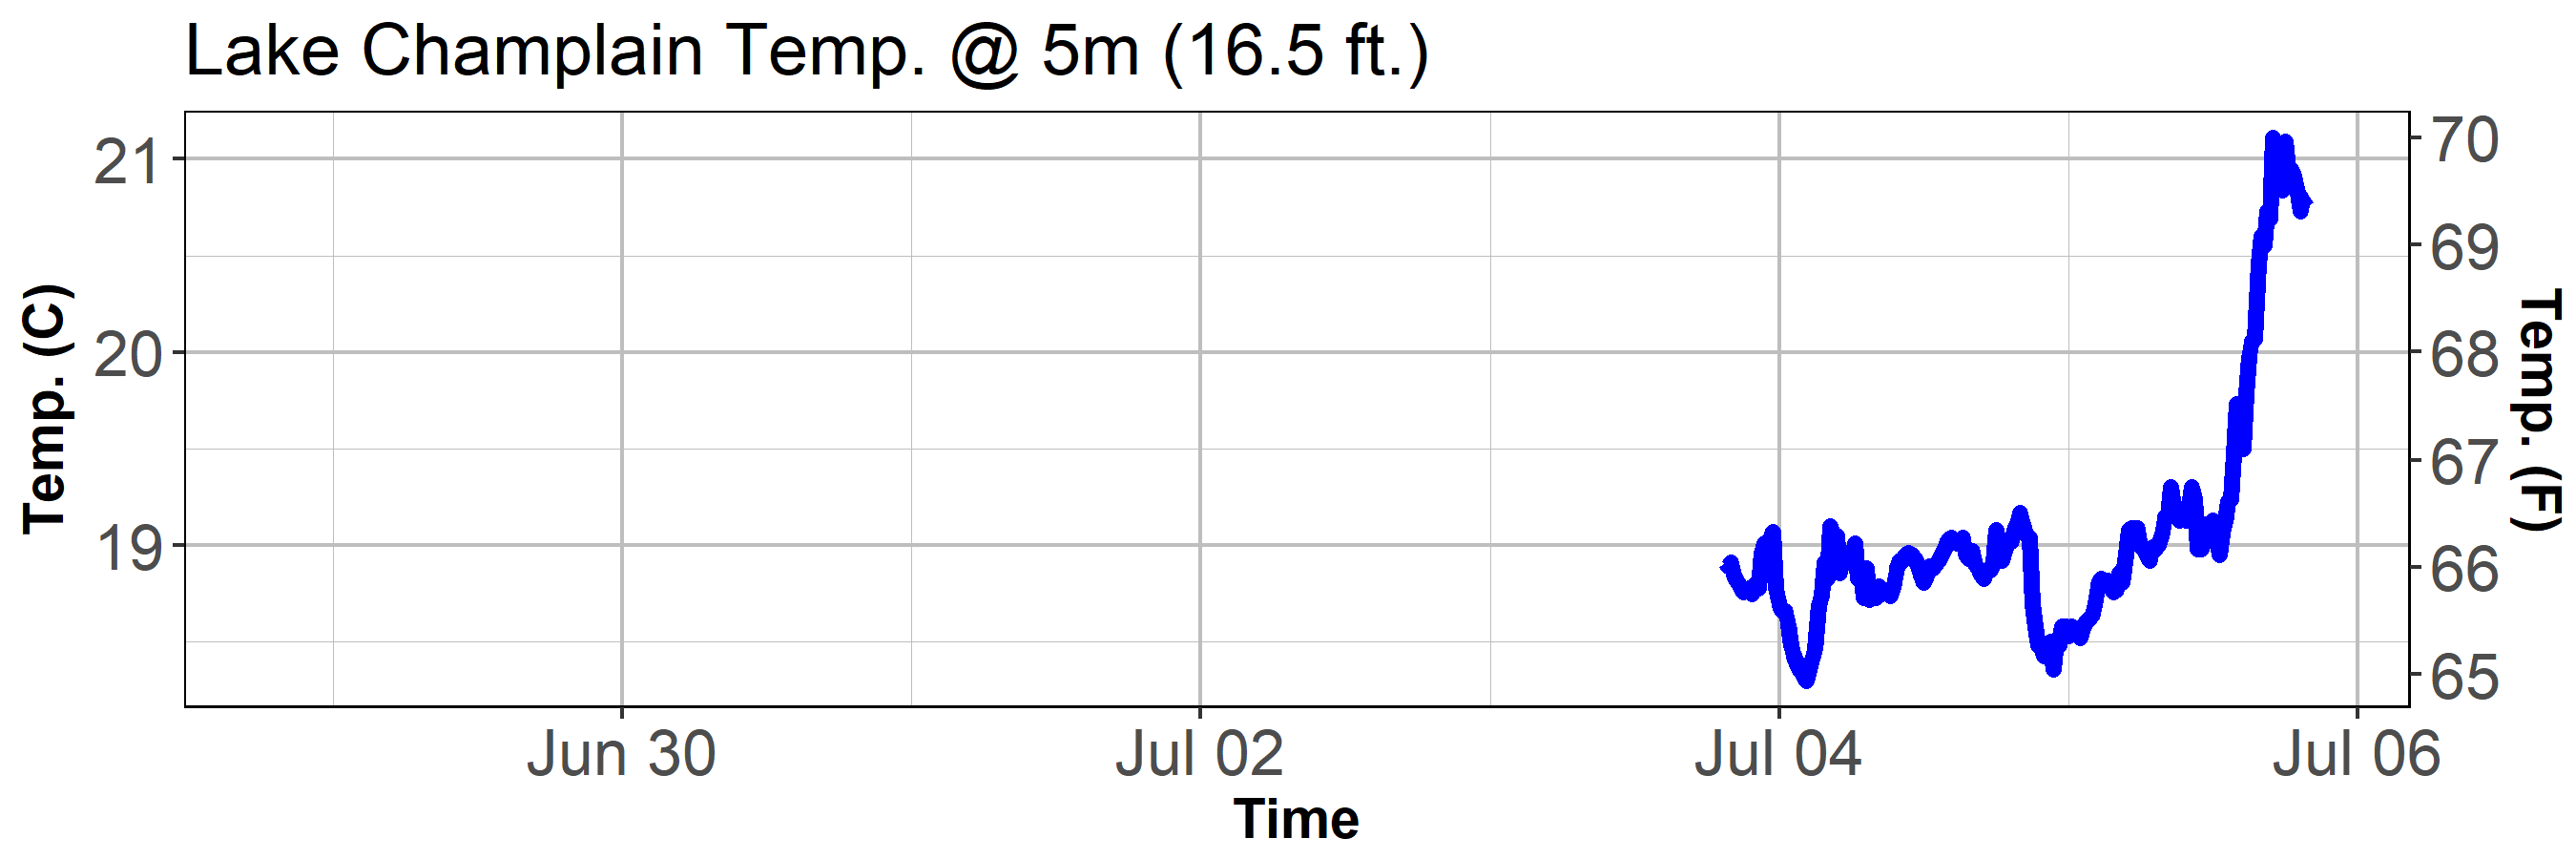 Lake Champlain Temp. @ 5m (16.5 ft.)
Temp. (C)
21
20
19
70
69
68
67
66
65
Temp. (F)
Jun 30
Jul 02
Jul 04
Jul 06
Time